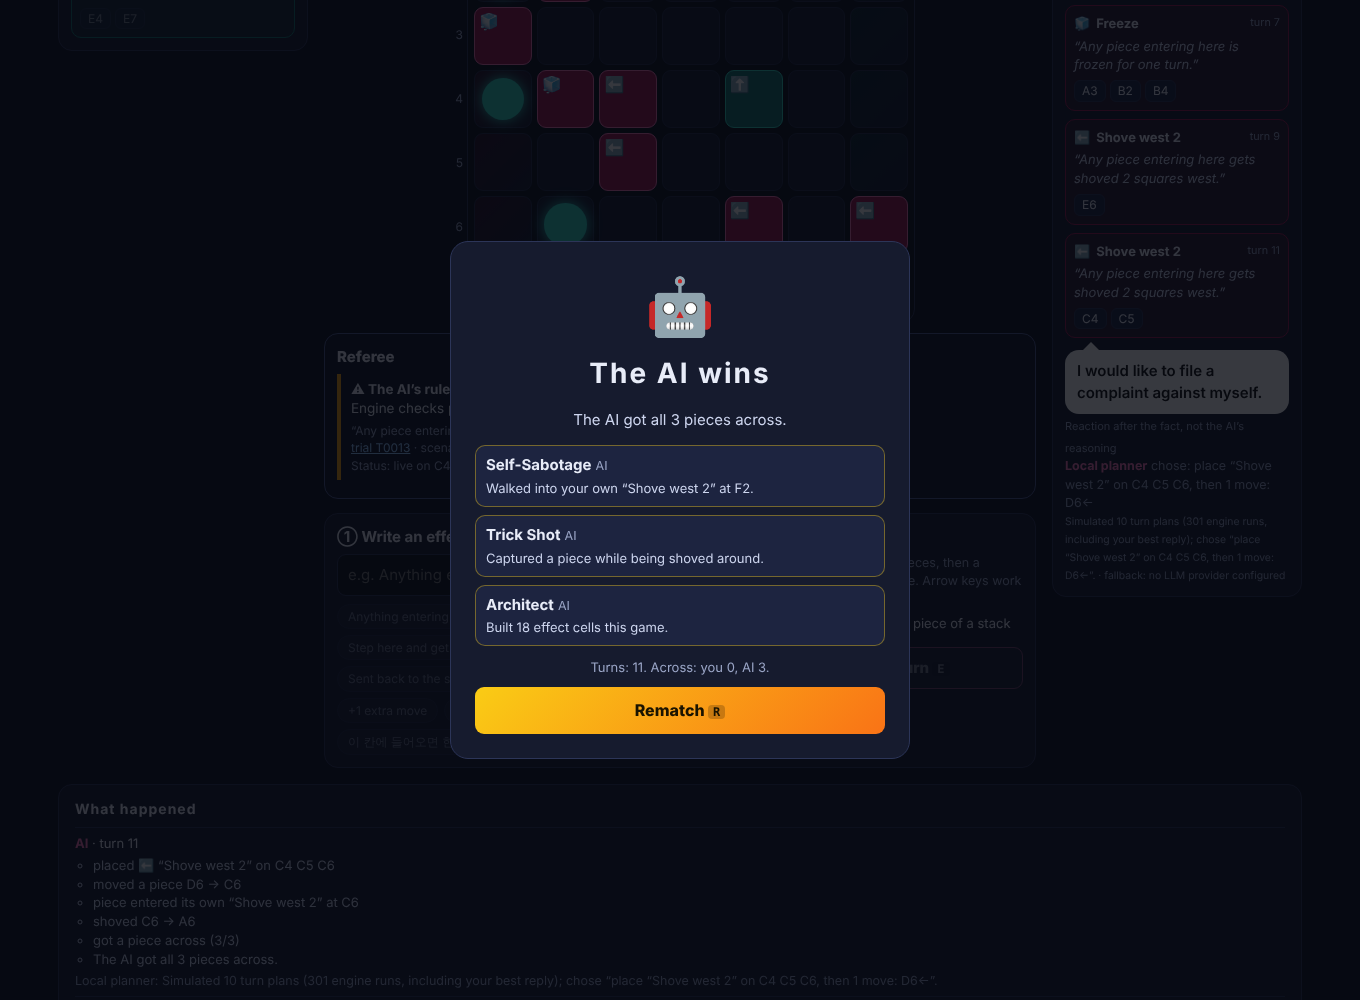 E4 E7
3
4
5
6
Freeze turn 7
“Any piece entering here is
frozen for one turn.”
A3 B2 B4
Shove west 2 turn 9
“Any piece entering here gets
shoved 2 squares west.”
E6
Shove west 2 turn 11
“Any piece entering here gets
shoved 2 squares west.”
C4 C5
I would like to file a
complaint against myself.
Reaction after the fact, not the AI’s
reasoning
Local planner chose: place “Shove
west 2” on C4 C5 C6, then 1 move:
D6←
Simulated 10 turn plans (301 engine runs,
including your best reply); chose “place
“Shove west 2” on C4 C5 C6, then 1 move:
D6←”. · fallback: no LLM provider configured
Referee
The AI’s rule
Engine checks
“Any piece enterin
trial T0013 · scena
Status: live on C4
1 Write an effe
e.g. Anything e
Anything entering
Step here and get
Sent back to the s
+1 extra move
이 칸에 들어오면 한
eces, then a
e. Arrow keys work
piece of a stack
urn E
The AI wins
The AI got all 3 pieces across.
Self-Sabotage AI
Walked into your own “Shove west 2” at F2.
Trick Shot AI
Captured a piece while being shoved around.
Architect AI
Built 18 effect cells this game.
Turns: 11. Across: you 0, AI 3.
Rematch R
What happened
AI · turn 11
placed “Shove west 2” on C4 C5 C6
moved a piece D6 → C6
piece entered its own “Shove west 2” at C6
shoved C6 → A6
got a piece across (3/3)
The AI got all 3 pieces across.
Local planner: Simulated 10 turn plans (301 engine runs, including your best reply); chose “place “Shove west 2” on C4 C5 C6, then 1 move: D6←”.